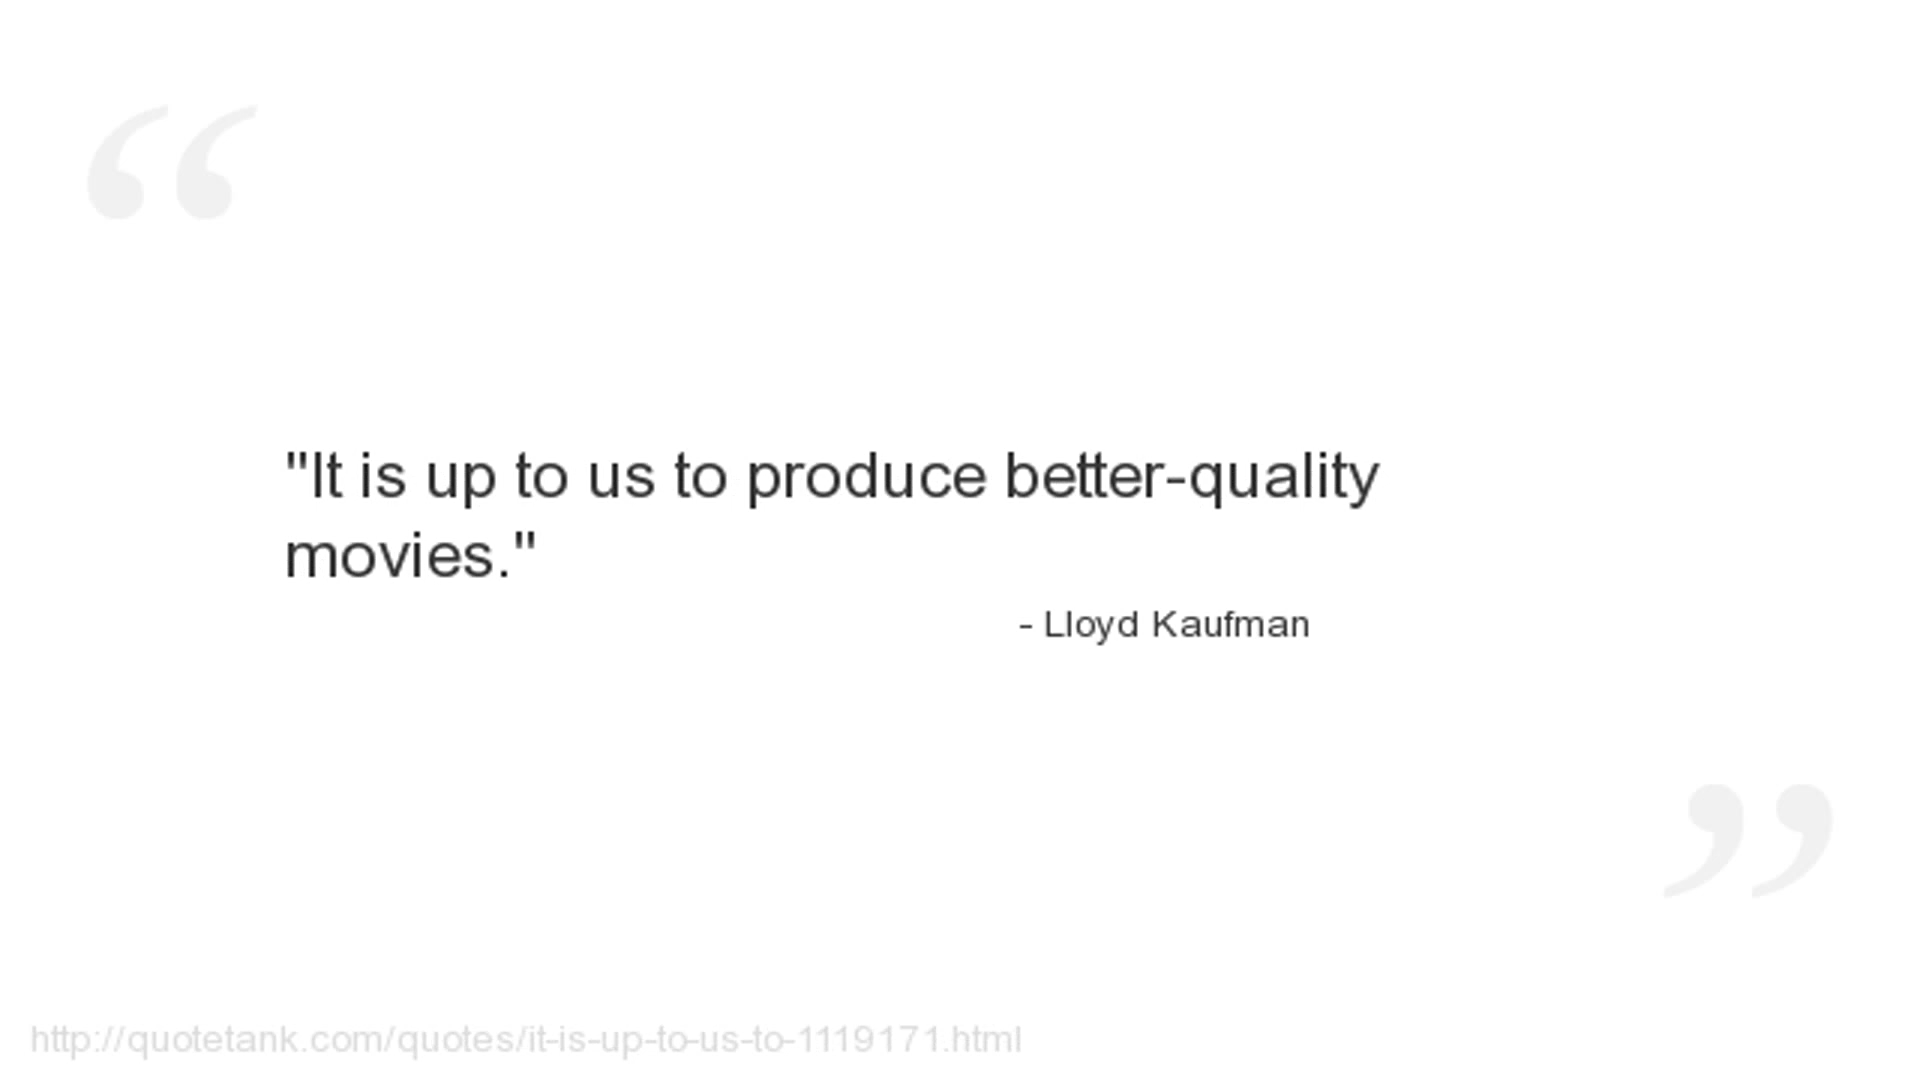 "It is up to us to produce better-quality
movies."
- Lloyd Kaufman
http://quotetank.com/quotes/it-is-up-to-us-to-1119171.html